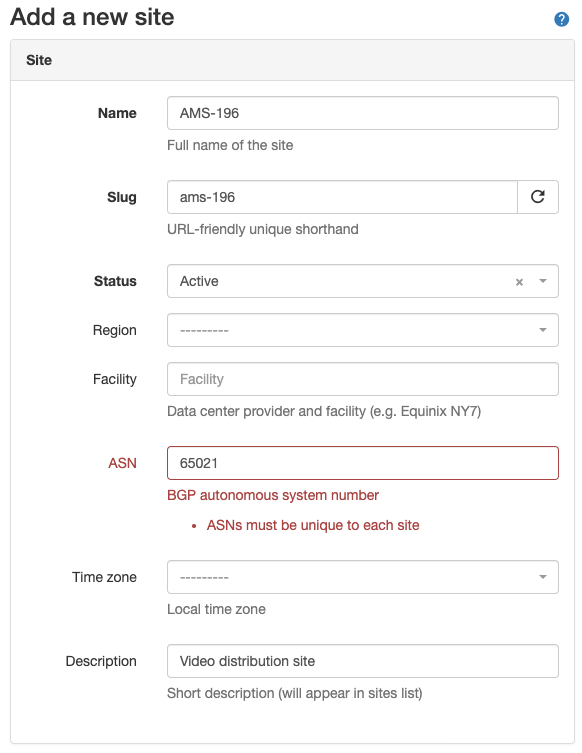 Add a new site
?
Site
Name
AMS-196
Full name of the site
Slug
ams-196
URL-friendly unique shorthand
Status
Active
×
Region
---------
Facility
Facility
Data center provider and facility (e.g. Equinix NY7)
ASN
65021
BGP autonomous system number
• ASNs must be unique to each site
Time zone
---------
Local time zone
Description
Video distribution site
Short description (will appear in sites list)